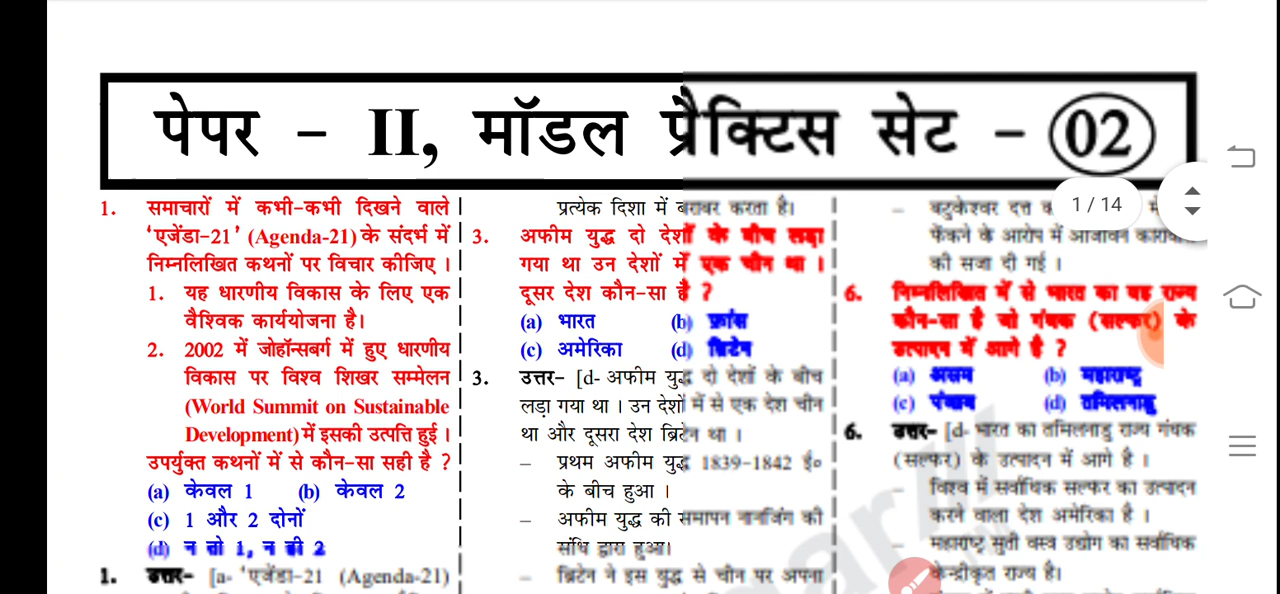 पेपर – II, मॉडल प्रैक्टिस सेट – 02
1. समाचारों में कभी-कभी दिखने वाले
'एजेंडा-21' (Agenda-21) के संदर्भ में
निम्नलिखित कथनों पर विचार कीजिए ।
1. यह धारणीय विकास के लिए एक
वैश्विक कार्ययोजना है।
2. 2002 में जोहॉन्सबर्ग में हुए धारणीय
विकास पर विश्व शिखर सम्मेलन
(World Summit on Sustainable
Development) में इसकी उत्पत्ति हुई ।
उपर्युक्त कथनों में से कौन-सा सही है ?
(a) केवल 1 (b) केवल 2
(c) 1 और 2 दोनों
(d) न तो 1, न ही 2
1. उत्तर- [a- 'एजेंडा-21 (Agenda-21)
प्रत्येक दिशा में बराबर करता है।
3. अफीम युद्ध दो देशों के बीच लड़ा
गया था उन देशों में एक चीन था ।
दूसर देश कौन-सा है ?
(a) भारत (b) फ्रांस
(c) अमेरिका (d) ब्रिटेन
3. उत्तर- [d- अफीम युद्ध दो देशों के बीच
लड़ा गया था । उन देशों में से एक देश चीन
था और दूसरा देश ब्रिटेन था ।
– प्रथम अफीम युद्ध 1839-1842 ई०
के बीच हुआ ।
– अफीम युद्ध की समापन नानजिंग की
संधि द्वारा हुआ।
– ब्रिटेन ने इस युद्ध से चीन पर अपना
– बटुकेश्वर दत्त
फेंकने के आरोप में आजीवन
की सजा दी गई ।
6. निम्नलिखित में से भारत का वह राज्य
कौन-सा है जो गंधक (सल्फर) के
उत्पादन में आगे है ?
(a) असम (b) महाराष्ट्र
(c) पंजाब (d) तमिलनाडु
6. उत्तर- [d- भारत का तमिलनाडु राज्य गंधक
(सल्फर) के उत्पादन में आगे है ।
– विश्व में सर्वाधिक सल्फर का उत्पादन
करने वाला देश अमेरिका है ।
– महाराष्ट्र सुती वस्त्र उद्योग का सर्वाधिक
केन्द्रीकृत राज्य है।
1 / 14